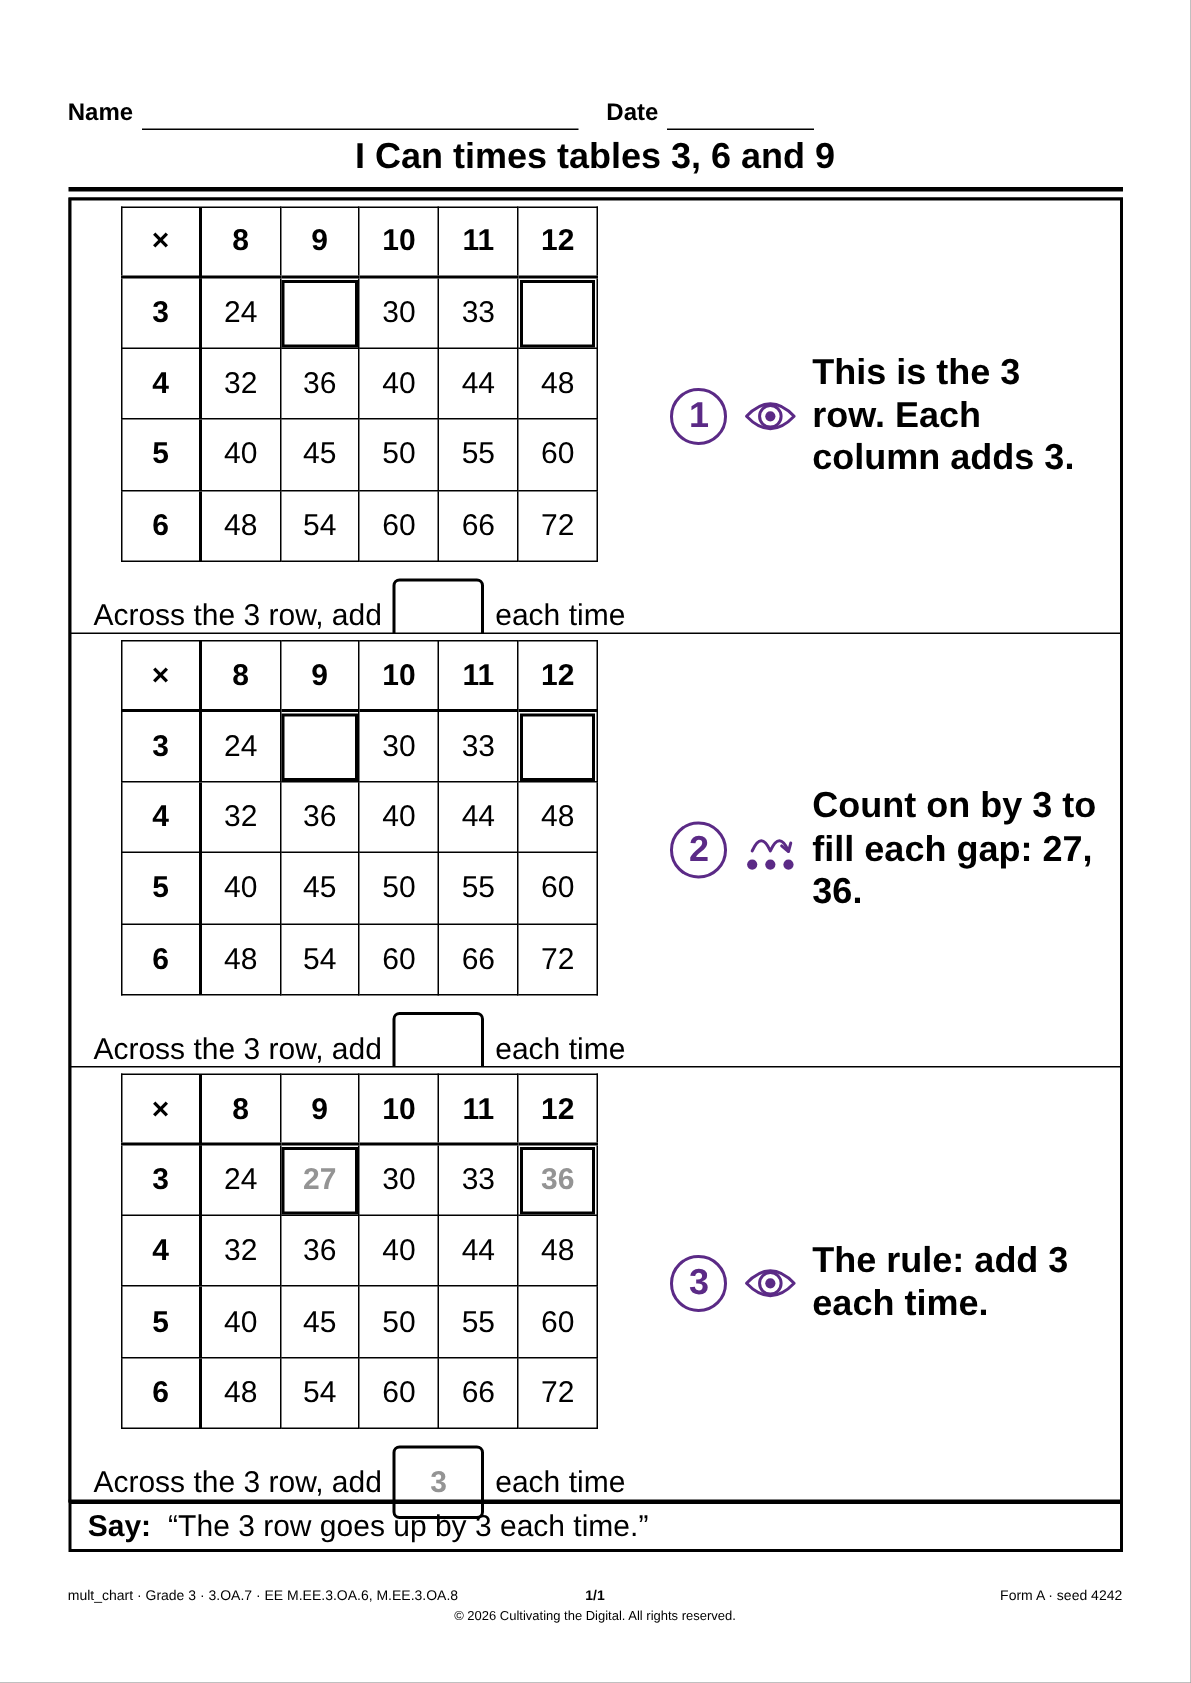 Name Date
I Can times tables 3, 6 and 9
× 8 9 10 11 12
3 24 30 33
4 32 36 40 44 48
5 40 45 50 55 60
6 48 54 60 66 72
Across the 3 row, add each time
1 This is the 3
row. Each
column adds 3.
× 8 9 10 11 12
3 24 30 33
4 32 36 40 44 48
5 40 45 50 55 60
6 48 54 60 66 72
Across the 3 row, add each time
2 Count on by 3 to
fill each gap: 27,
36.
× 8 9 10 11 12
3 24 27 30 33 36
4 32 36 40 44 48
5 40 45 50 55 60
6 48 54 60 66 72
Across the 3 row, add 3 each time
3 The rule: add 3
each time.
Say: “The 3 row goes up by 3 each time.”
mult_chart · Grade 3 · 3.OA.7 · EE M.EE.3.OA.6, M.EE.3.OA.8 1/1 Form A · seed 4242
© 2026 Cultivating the Digital. All rights reserved.